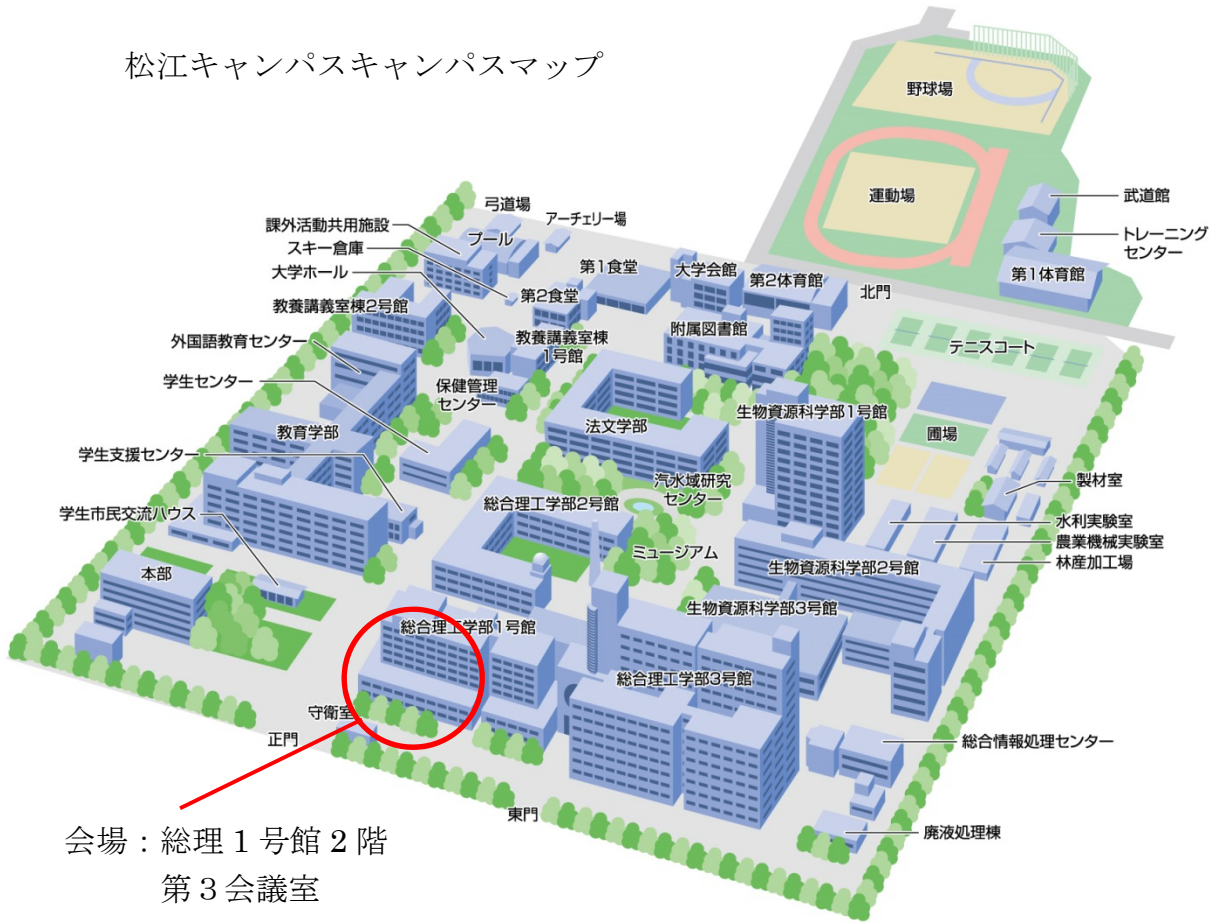 松江キャンパスキャンパスマップ
野球場
運動場
武道館
トレーニング
センター
第1体育館
弓道場
アーチェリー場
課外活動共用施設
プール
スキー倉庫
大学ホール
第1食堂
大学会館
第2体育館
北門
第2食堂
教養講義室棟2号館
教養講義室棟
1号館
附属図書館
テニスコート
外国語教育センター
学生センター
保健管理
センター
生物資源科学部1号館
法文学部
圃場
教育学部
学生支援センター
汽水域研究
センター
製材室
学生市民交流ハウス
総合理工学部2号館
水利実験室
農業機械実験室
林産加工場
ミュージアム
本部
生物資源科学部2号館
生物資源科学部3号館
総合理工学部1号館
総合理工学部3号館
守衛室
正門
総合情報処理センター
東門
廃液処理棟
会場：総理1号館2階
第3会議室